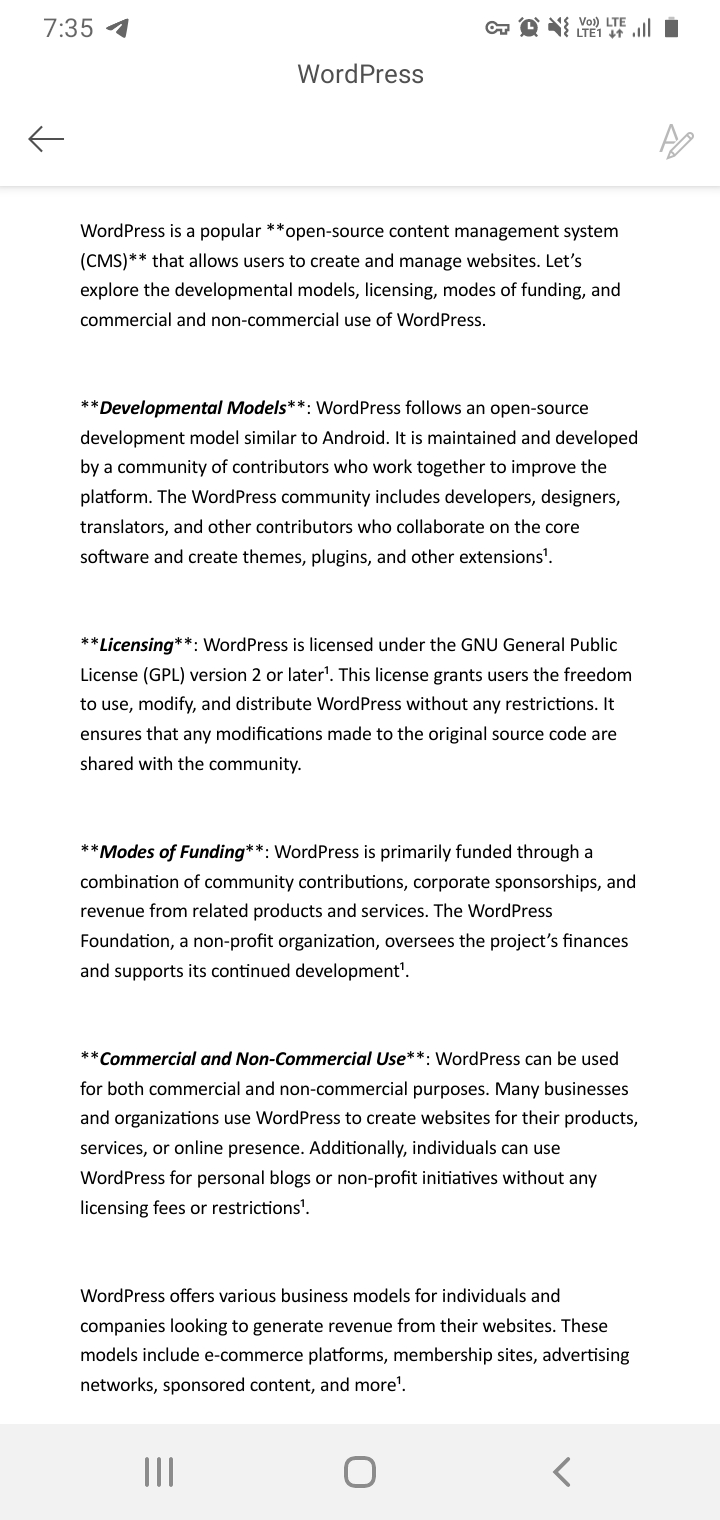 7:35
Vo) LTE
LTE1
WordPress
WordPress is a popular **open-source content management system
(CMS)** that allows users to create and manage websites. Let’s
explore the developmental models, licensing, modes of funding, and
commercial and non-commercial use of WordPress.
**Developmental Models**: WordPress follows an open-source
development model similar to Android. It is maintained and developed
by a community of contributors who work together to improve the
platform. The WordPress community includes developers, designers,
translators, and other contributors who collaborate on the core
software and create themes, plugins, and other extensions¹.
**Licensing**: WordPress is licensed under the GNU General Public
License (GPL) version 2 or later¹. This license grants users the freedom
to use, modify, and distribute WordPress without any restrictions. It
ensures that any modifications made to the original source code are
shared with the community.
**Modes of Funding**: WordPress is primarily funded through a
combination of community contributions, corporate sponsorships, and
revenue from related products and services. The WordPress
Foundation, a non-profit organization, oversees the project’s finances
and supports its continued development¹.
**Commercial and Non-Commercial Use**: WordPress can be used
for both commercial and non-commercial purposes. Many businesses
and organizations use WordPress to create websites for their products,
services, or online presence. Additionally, individuals can use
WordPress for personal blogs or non-profit initiatives without any
licensing fees or restrictions¹.
WordPress offers various business models for individuals and
companies looking to generate revenue from their websites. These
models include e-commerce platforms, membership sites, advertising
networks, sponsored content, and more¹.